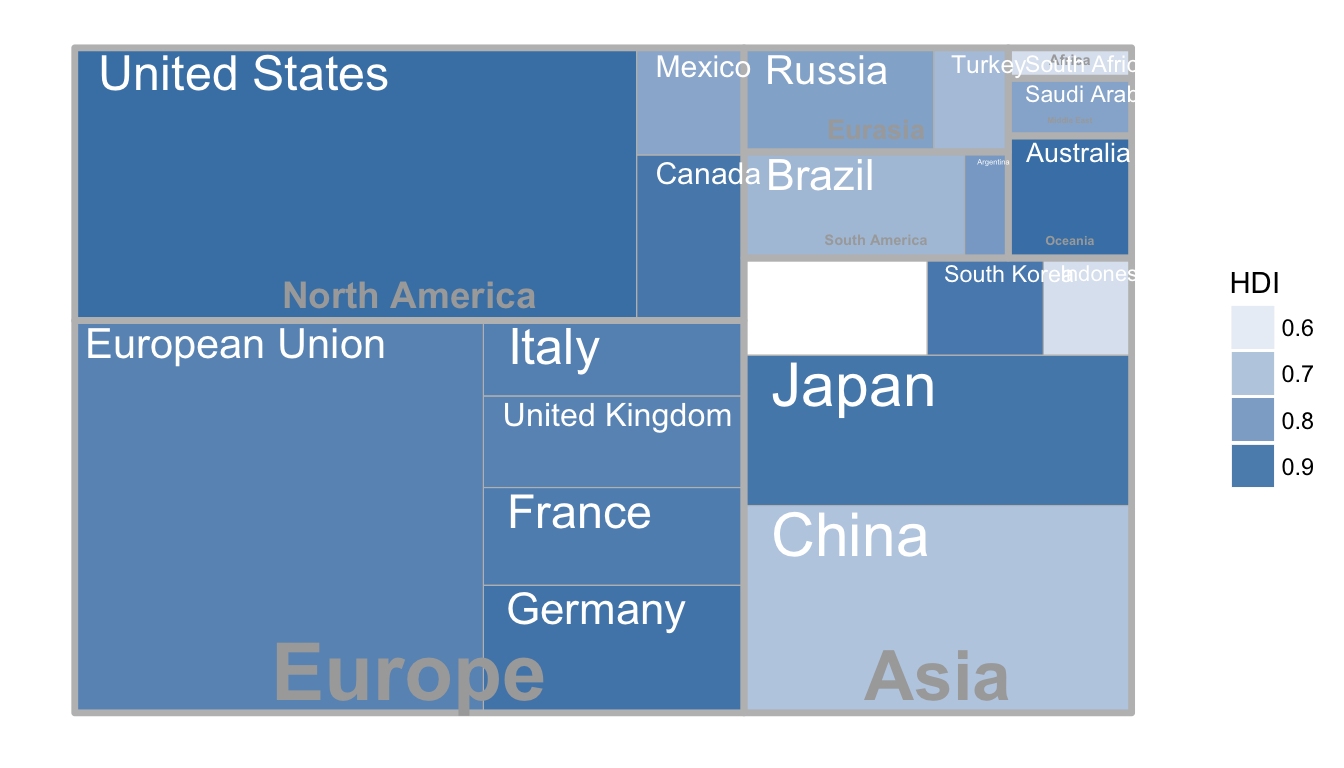 United States
Mexico
Canada
North America
Russia
Turkey
Eurasia
South Afric
Africa
Saudi Arab
Australia
Oceania
Brazil
Argentina
South America
European Union
Italy
United Kingdom
France
Germany
Europe
South Korea
Indones
Japan
China
Asia
HDI
0.6
0.7
0.8
0.9